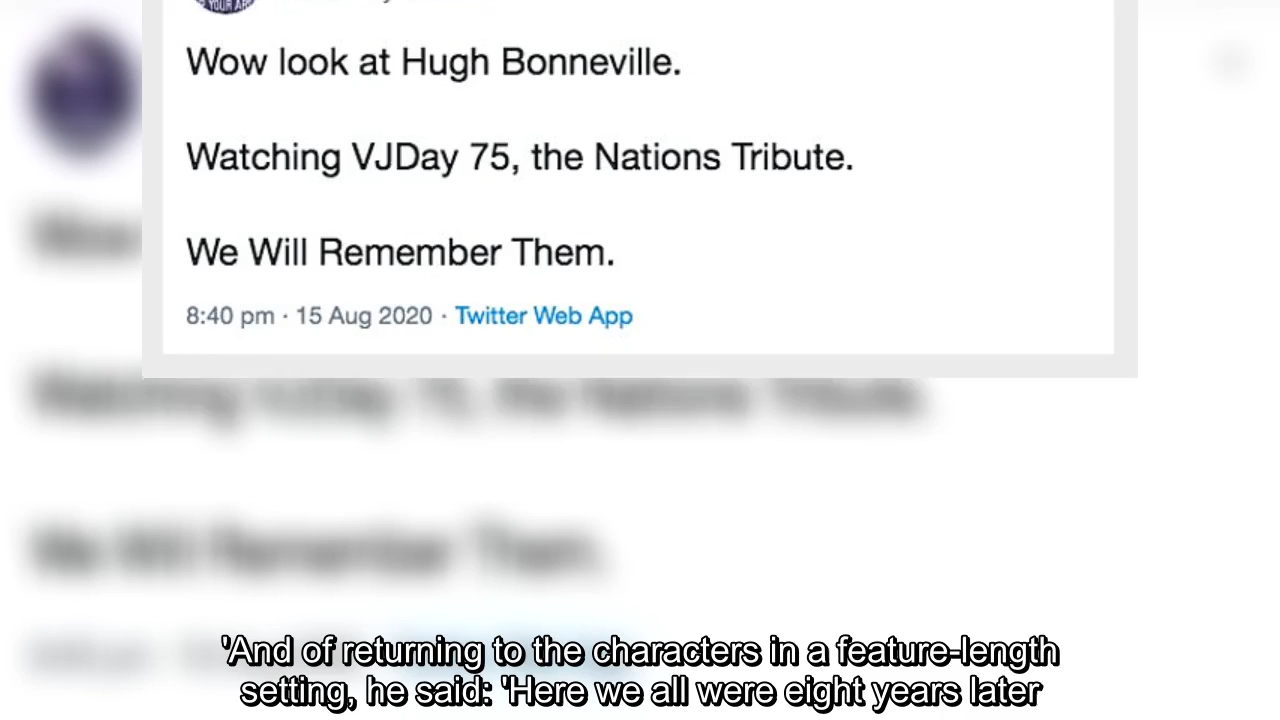 Wow look at Hugh Bonneville.
Watching VJDay 75, the Nations Tribute.
We Will Remember Them.
8:40 pm · 15 Aug 2020 · Twitter Web App
'And of returning to the characters in a feature-length
setting, he said: 'Here we all were eight years later